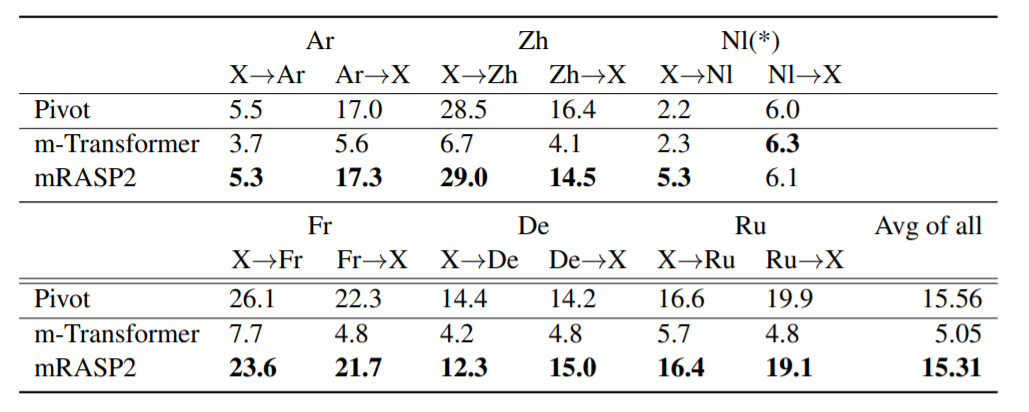 Ar Zh Nl(*)
X→Ar Ar→X X→Zh Zh→X X→Nl Nl→X
Pivot 5.5 17.0 28.5 16.4 2.2 6.0
m-Transformer 3.7 5.6 6.7 4.1 2.3 6.3
mRASP2 5.3 17.3 29.0 14.5 5.3 6.1
Fr De Ru Avg of all
X→Fr Fr→X X→De De→X X→Ru Ru→X
Pivot 26.1 22.3 14.4 14.2 16.6 19.9 15.56
m-Transformer 7.7 4.8 4.2 4.8 5.7 4.8 5.05
mRASP2 23.6 21.7 12.3 15.0 16.4 19.1 15.31